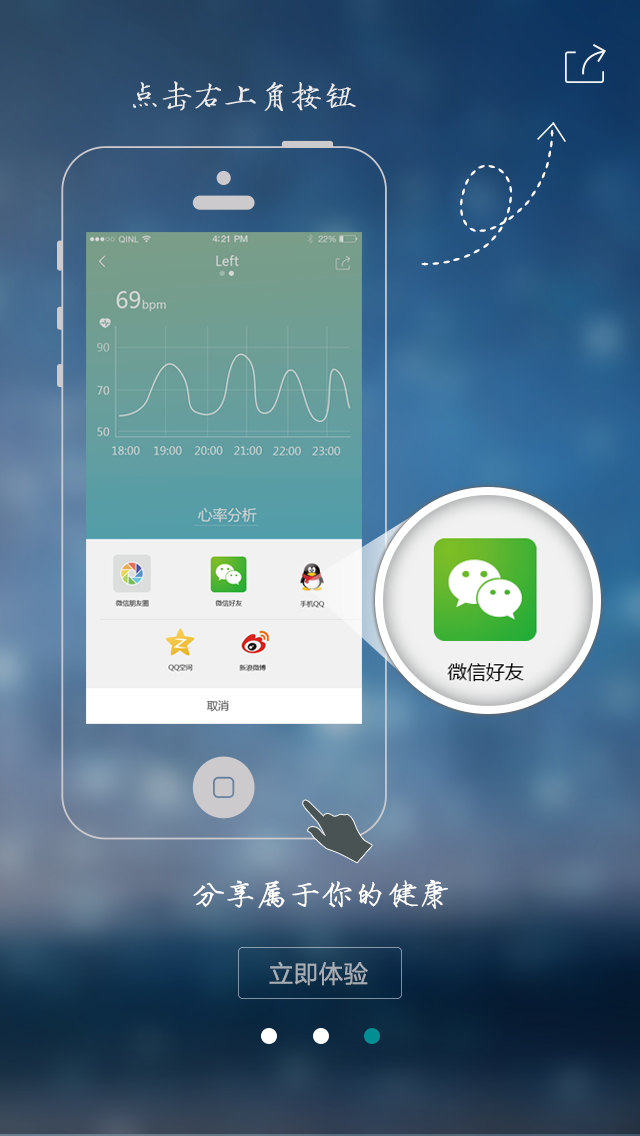 点击右上角按钮
QINL 4:21 PM 22%
Left
69bpm
90
70
50
18:00 19:00 20:00 21:00 22:00 23:00
心率分析
微信朋友圈 微信好友 手机QQ
QQ空间 新浪微博
取消
微信好友
分享属于你的健康
立即体验